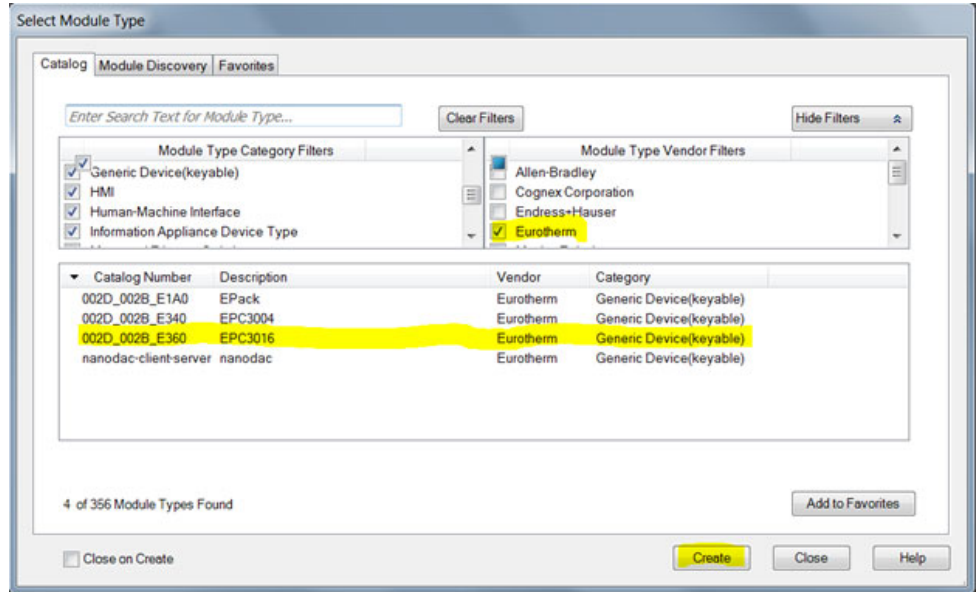 Select Module Type
Catalog Module Discovery Favorites
Enter Search Text for Module Type... Clear Filters Hide Filters
Module Type Category Filters Module Type Vendor Filters
Generic Device(keyable) Allen-Bradley
HMI Cognex Corporation
Human-Machine Interface Endress+Hauser
Information Appliance Device Type Eurotherm
Catalog Number Description Vendor Category
002D_002B_E1A0 EPack Eurotherm Generic Device(keyable)
002D_002B_E340 EPC3004 Eurotherm Generic Device(keyable)
002D_002B_E360 EPC3016 Eurotherm Generic Device(keyable)
nanodac-client-server nanodac Eurotherm Generic Device(keyable)
4 of 356 Module Types Found Add to Favorites
Close on Create Create Close Help